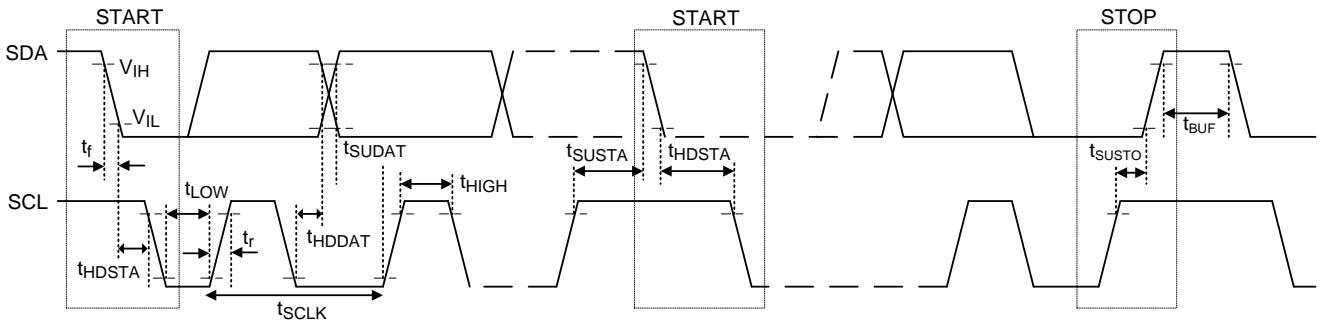 START
START
STOP
SDA
VIH
VIL
tf
tSUDAT
tSUSTA
tHDSTA
tSUSTO
tBUF
tLOW
tHIGH
SCL
tr
tHDDAT
tHDSTA
tSCLK